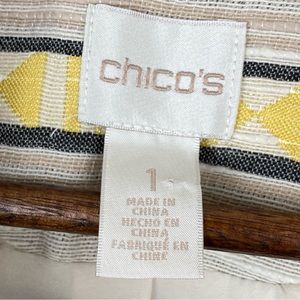 chico's
1
MADE IN
CHINA
HECHO EN
CHINA
FABRIQUÉ EN
CHINE